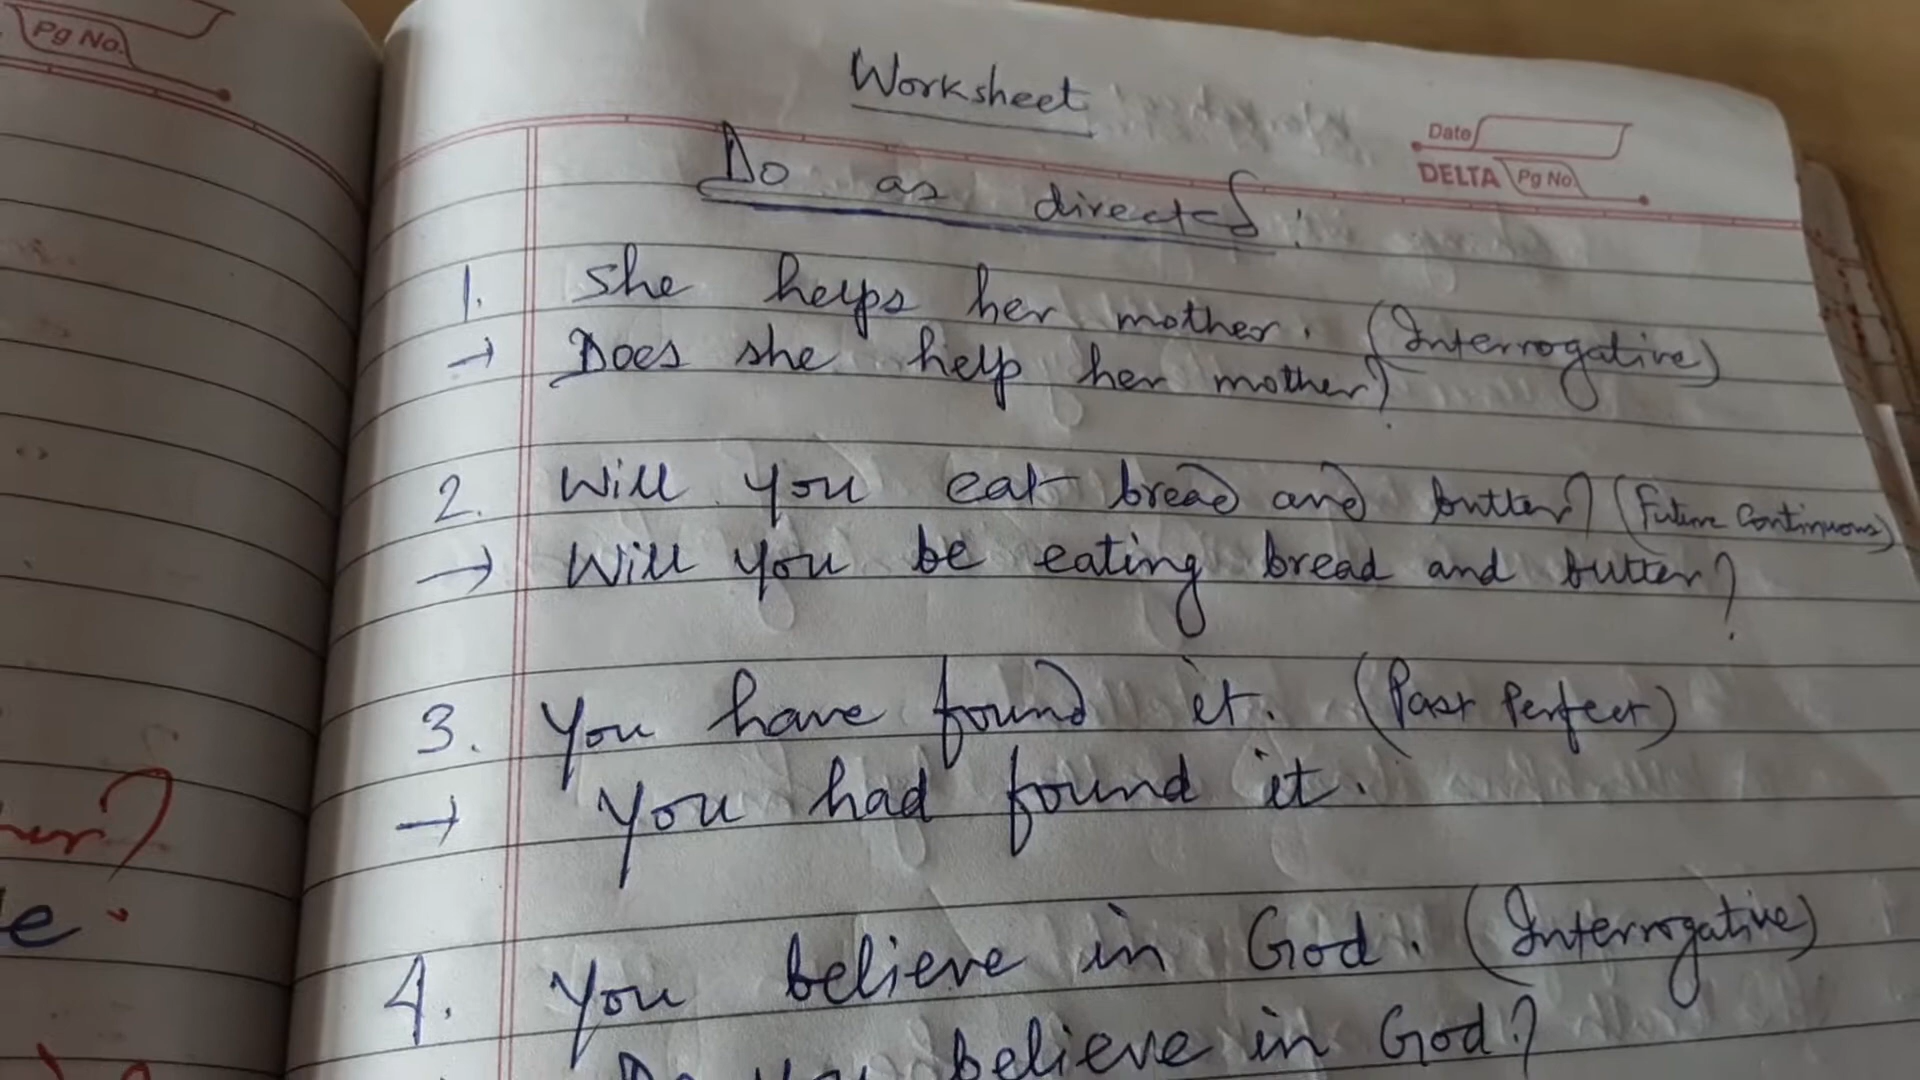 Pg No.
Worksheet
Date
DELTA Pg No.
Do as directed :
1. She helps her mother. (Interrogative)
→ Does she help her mother?
2. Will you eat bread and butter? (Future Continuous)
→ Will you be eating bread and butter?
3. You have found it. (Past Perfect)
→ You had found it.
4. You believe in God. (Interrogative)
Do you believe in God?